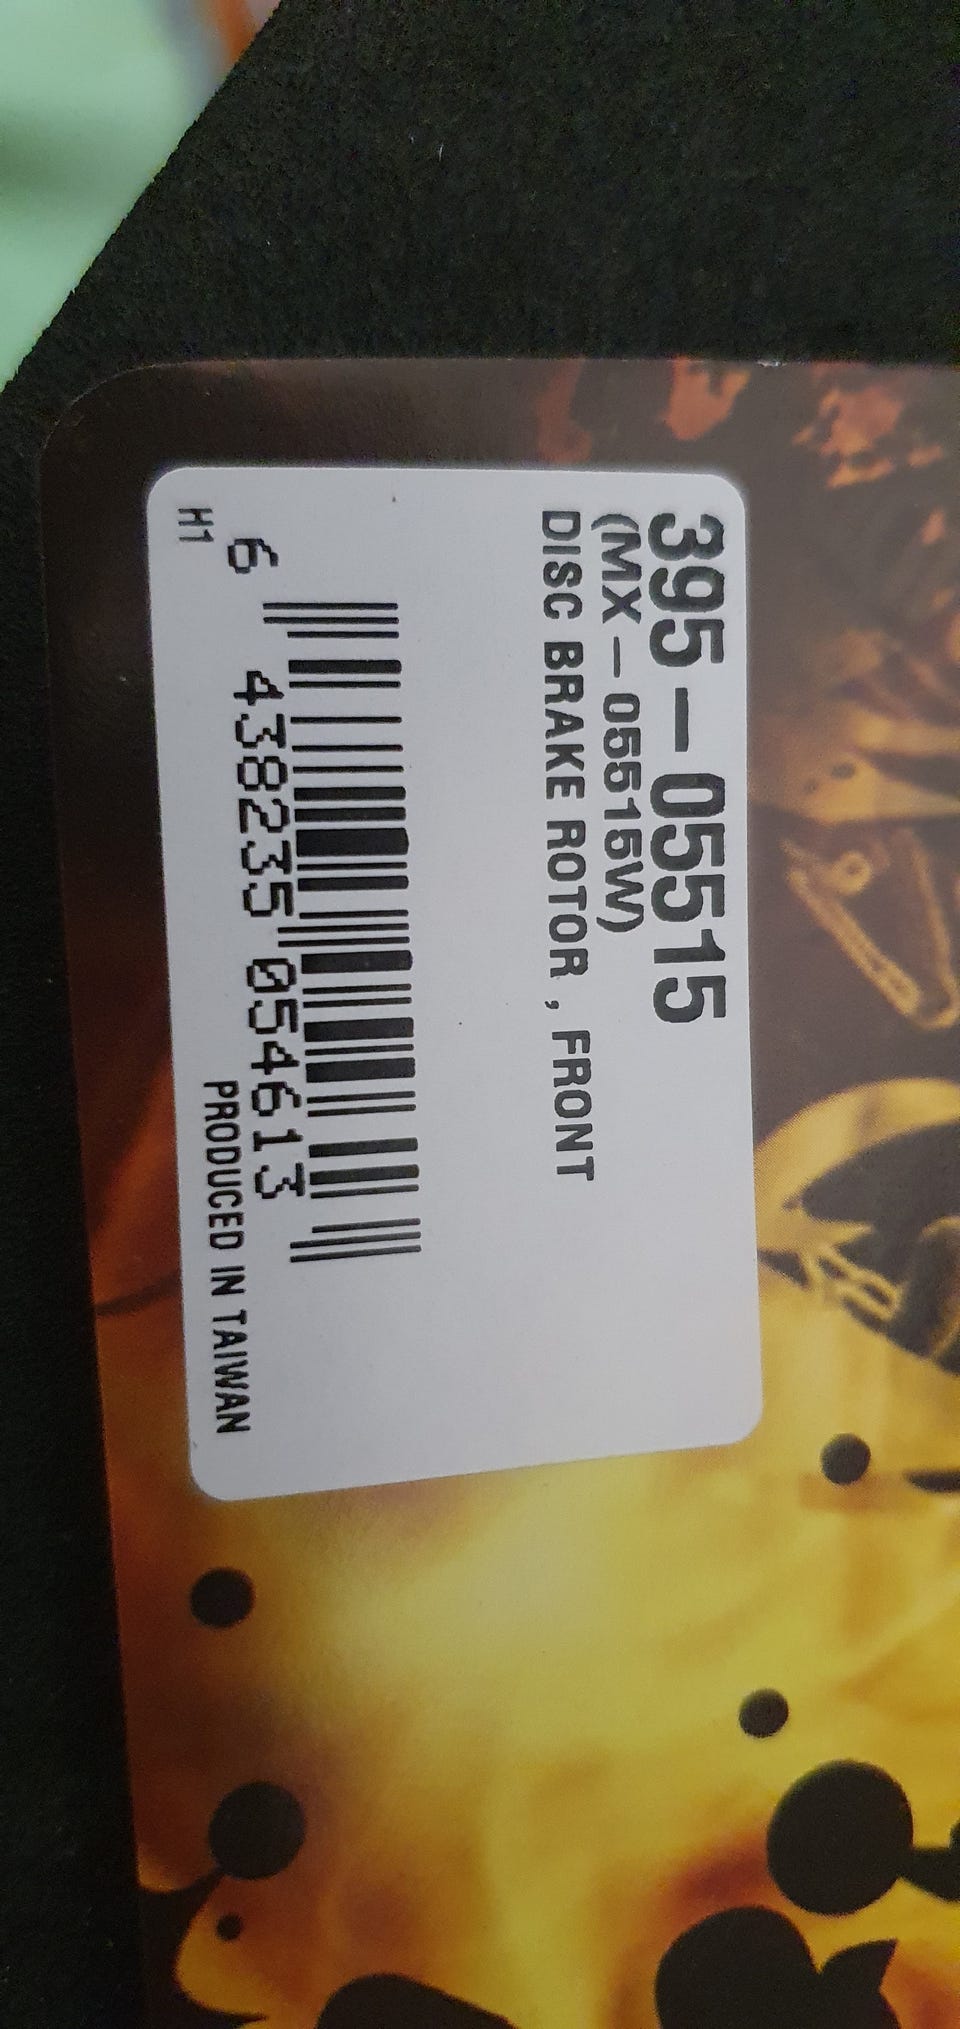 395-05515
(MX-05515W)
DISC BRAKE ROTOR, FRONT
6 438235 054613
H1 PRODUCED IN TAIWAN